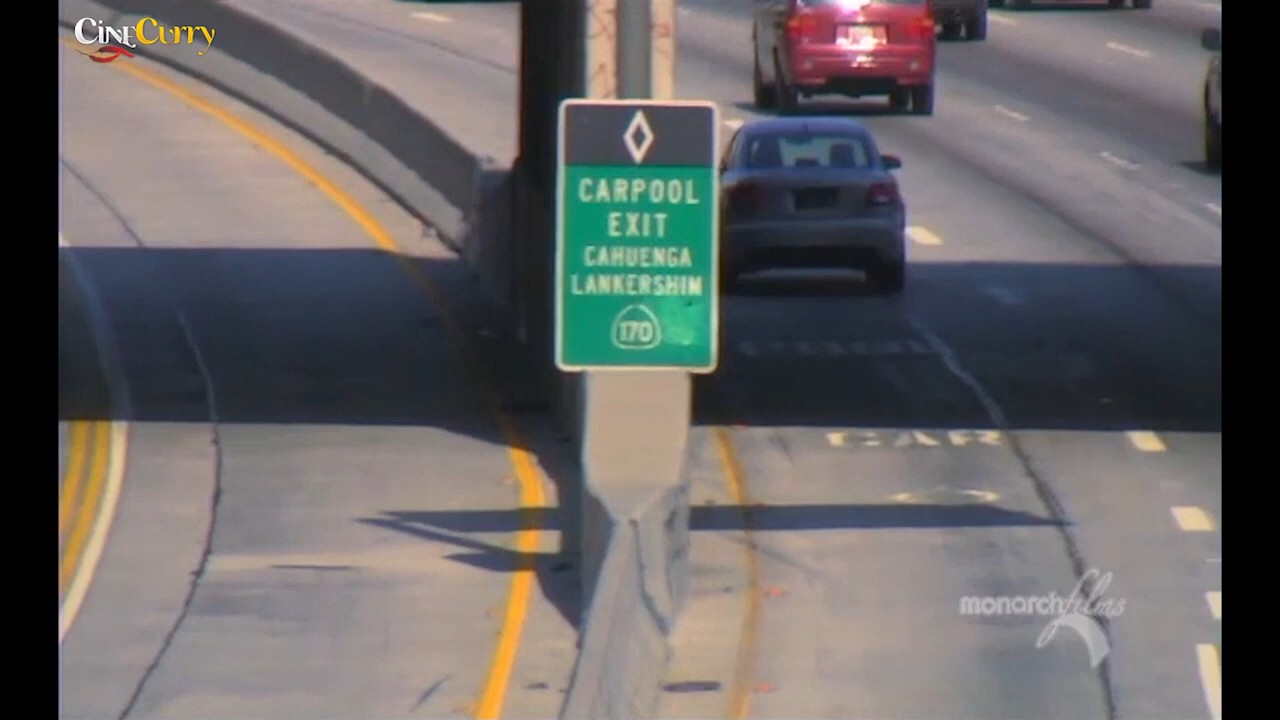 CineCurry
CARPOOL
EXIT
CAHUENGA
LANKERSHIM
170
CAR
monarchfilms